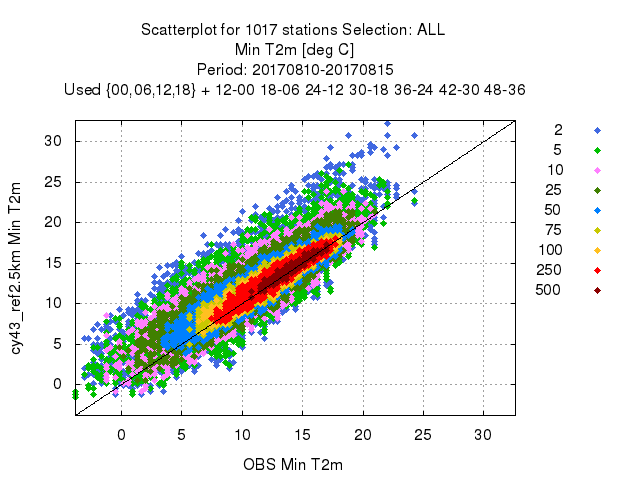 Scatterplot for 1017 stations Selection: ALL
Min T2m [deg C]
Period: 20170810-20170815
Used {00,06,12,18} + 12-00 18-06 24-12 30-18 36-24 42-30 48-36
cy43_ref2.5km Min T2m
30
25
20
15
10
5
0
0 5 10 15 20 25 30
OBS Min T2m
2
5
10
25
50
75
100
250
500